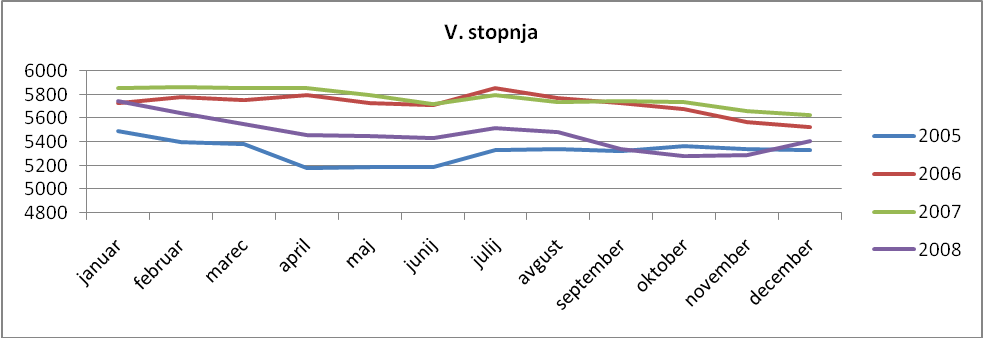 V. stopnja
6000
5800
5600
5400
5200
5000
4800
januar
februar
marec
april
maj
junij
julij
avgust
september
oktober
november
december
2005
2006
2007
2008